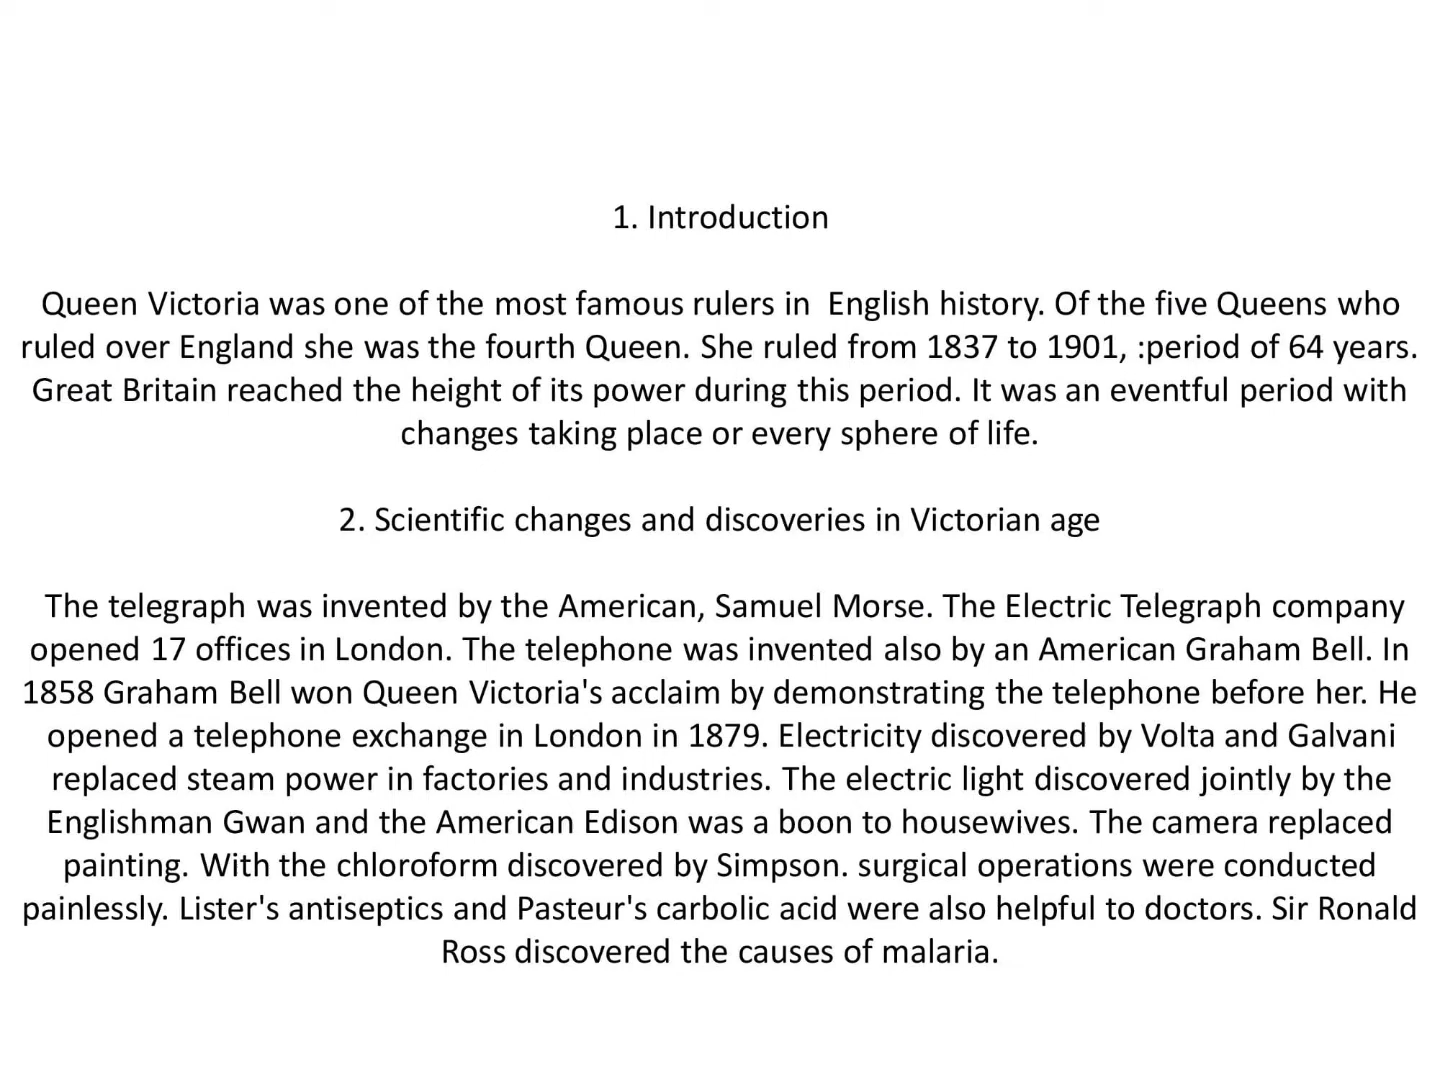 1. Introduction
Queen Victoria was one of the most famous rulers in  English history. Of the five Queens who
ruled over England she was the fourth Queen. She ruled from 1837 to 1901, :period of 64 years.
Great Britain reached the height of its power during this period. It was an eventful period with
changes taking place or every sphere of life.
2. Scientific changes and discoveries in Victorian age
The telegraph was invented by the American, Samuel Morse. The Electric Telegraph company
opened 17 offices in London. The telephone was invented also by an American Graham Bell. In
1858 Graham Bell won Queen Victoria's acclaim by demonstrating the telephone before her. He
opened a telephone exchange in London in 1879. Electricity discovered by Volta and Galvani
replaced steam power in factories and industries. The electric light discovered jointly by the
Englishman Gwan and the American Edison was a boon to housewives. The camera replaced
painting. With the chloroform discovered by Simpson. surgical operations were conducted
painlessly. Lister's antiseptics and Pasteur's carbolic acid were also helpful to doctors. Sir Ronald
Ross discovered the causes of malaria.